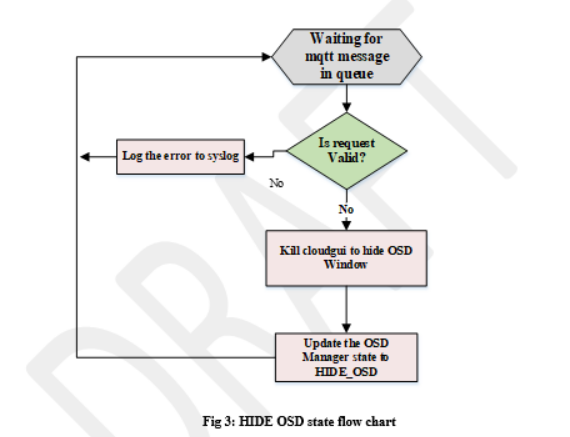 Waiting for
mqtt message
in queue
Is request
Valid?
Log the error to syslog
No
No
Kill cloudgui to hide OSD
Window
Update the OSD
Manager state to
HIDE_OSD
Fig 3: HIDE OSD state flow chart
DRAFT